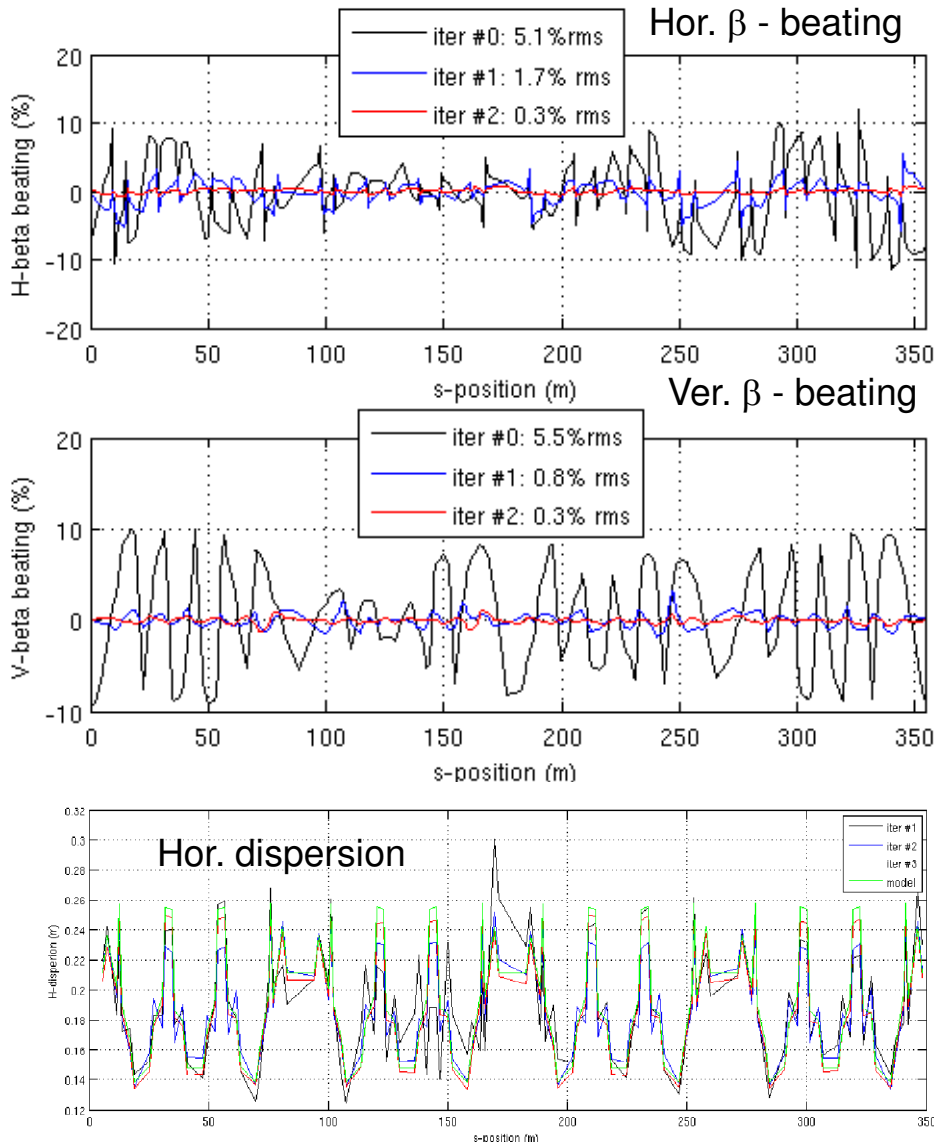 Hor. β - beating
iter #0: 5.1%rms
iter #1: 1.7% rms
iter #2: 0.3% rms
H-beta beating (%)
20
10
0
-10
-20
0 50 100 150 200 250 300 350
s-position (m)
Ver. β - beating
iter #0: 5.5%rms
iter #1: 0.8% rms
iter #2: 0.3% rms
V-beta beating (%)
20
10
0
-10
0 50 100 150 200 250 300 350
s-position (m)
Hor. dispersion
iter #1
iter #2
iter #3
model
0.32
0.3
0.28
0.26
0.24
0.22
0.2
0.18
0.16
0.14
0.12
0 50 100 150 200 250 300 350
s-position (m)